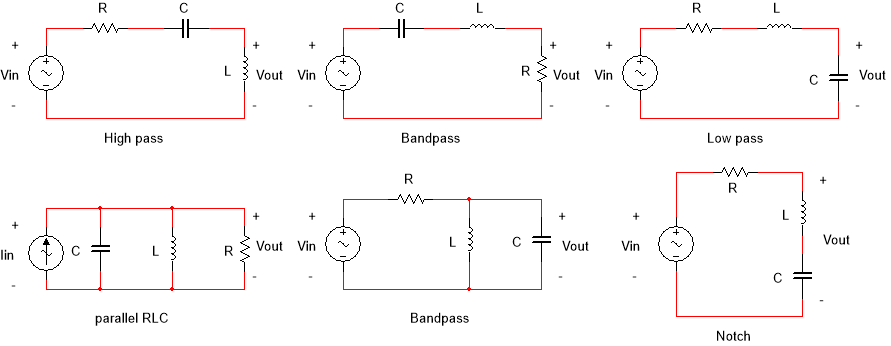 R C
+ +
Vin L Vout
- -
High pass
C L
+ +
Vin R Vout
- -
Bandpass
R L
+ +
Vin C Vout
- -
Low pass
+ +
Iin C L R Vout
- -
parallel RLC
R
+ +
Vin L C Vout
- -
Bandpass
R
+
L
+
Vin Vout
C
- -
Notch